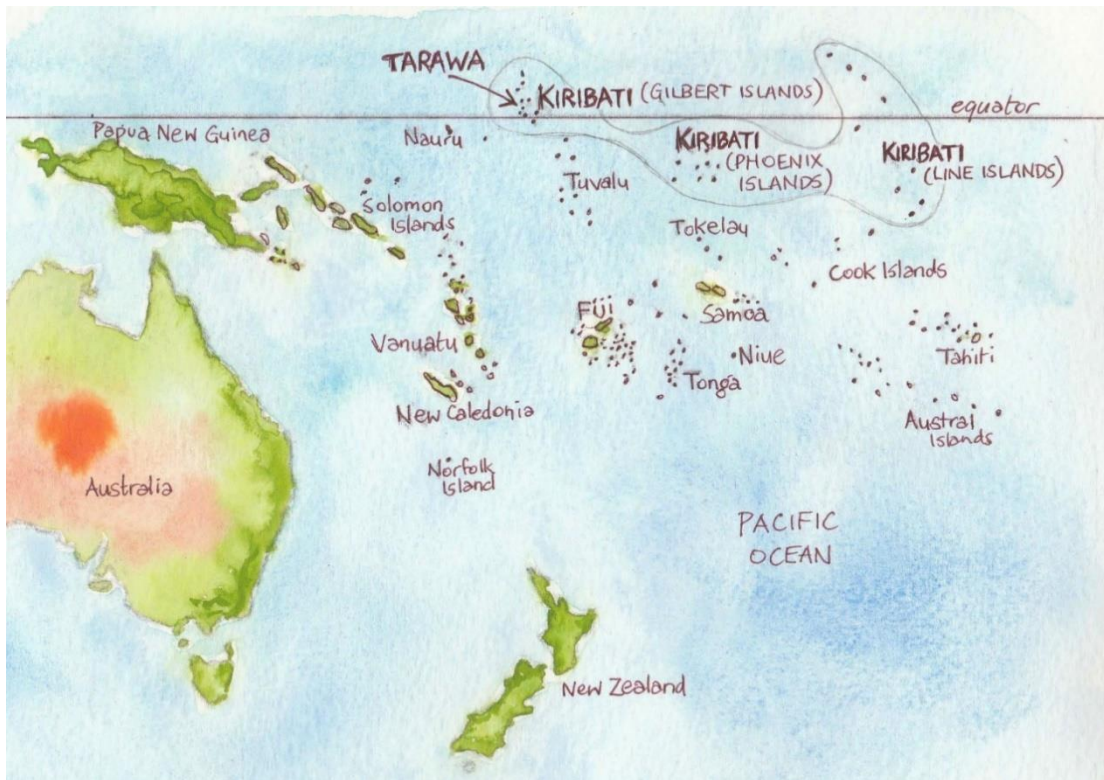 TARAWA
KIRIBATI (GILBERT ISLANDS)
equator
Papua New Guinea
Nauru
KIRIBATI
(PHOENIX
ISLANDS)
KIRIBATI
(LINE ISLANDS)
Tuvalu
Solomon
Islands
Tokelau
Cook Islands
Fiji
Samoa
Vanuatu
Niue
Tahiti
Tonga
New Caledonia
Austral
Islands
Norfolk
Island
Australia
PACIFIC
OCEAN
New Zealand